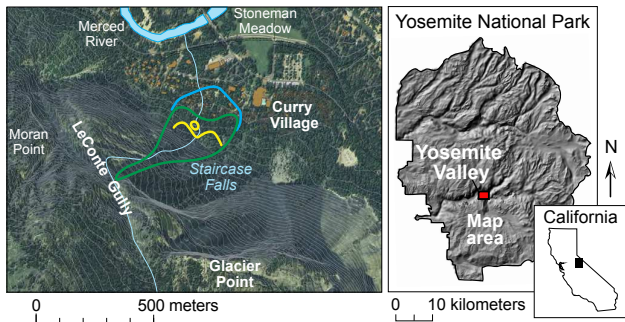 Merced
River
Stoneman
Meadow
Curry
Village
Moran
Point
LeConte Gully
Staircase
Falls
Glacier
Point
0 500 meters
Yosemite National Park
Yosemite
Valley
Map
area
N
California
0 10 kilometers